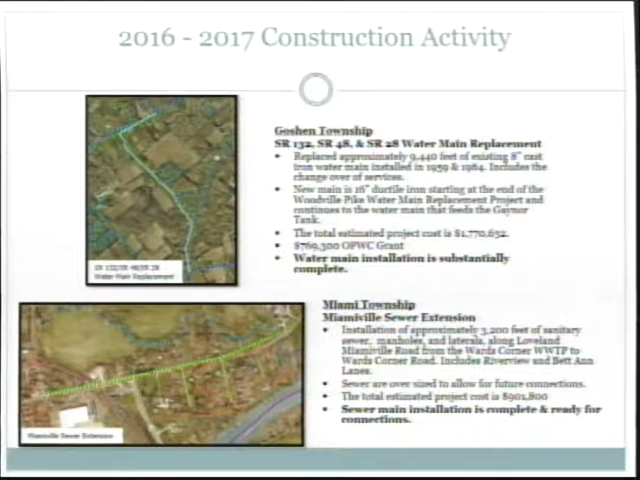 2016 - 2017 Construction Activity
Goshen Township
SR 132, SR 48, & SR 28 Water Main Replacement
• Replaced approximately 9,440 feet of existing 8" cast
iron water main installed in 1959 & 1964. Includes the
change over of services.
• New main is 16" ductile iron starting at the end of the
Woodville Pike Water Main Replacement Project and
continues to the water main that feeds the Gaynor
Tank.
• The total estimated project cost is $1,770,632.
• $769,300 OPWC Grant
• Water main installation is substantially
complete.
SR 132/SR 48/SR 28
Water Main Replacement
Miami Township
Miamiville Sewer Extension
• Installation of approximately 3,200 feet of sanitary
sewer, manholes, and laterals, along Loveland
Miamiville Road from the Wards Corner WWTP to
Wards Corner Road. Includes Riverview and Bett Ann
Lanes.
• Sewer are over sized to allow for future connections.
• The total estimated project cost is $901,800
• Sewer main installation is complete & ready for
connections.
Miamiville Sewer Extension